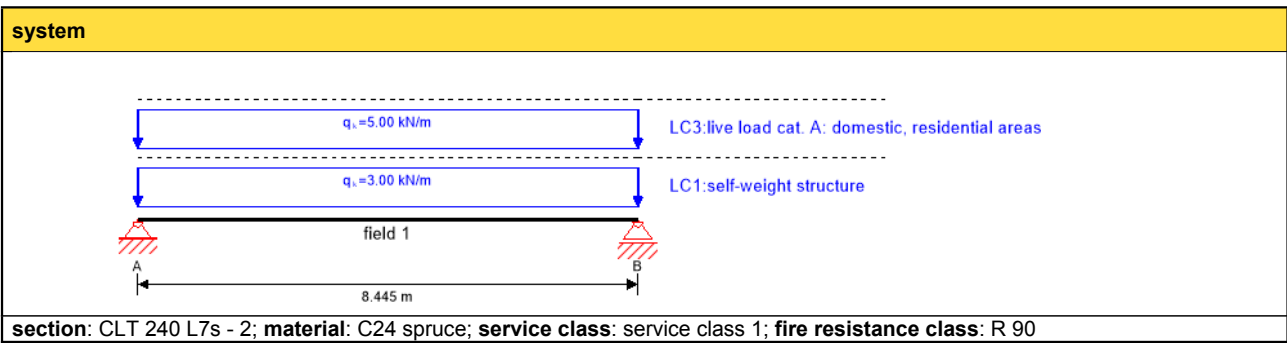 system
qk=5.00 kN/m
LC3:live load cat. A: domestic, residential areas
qk=3.00 kN/m
LC1:self-weight structure
field 1
A
B
8.445 m
section: CLT 240 L7s - 2; material: C24 spruce; service class: service class 1; fire resistance class: R 90